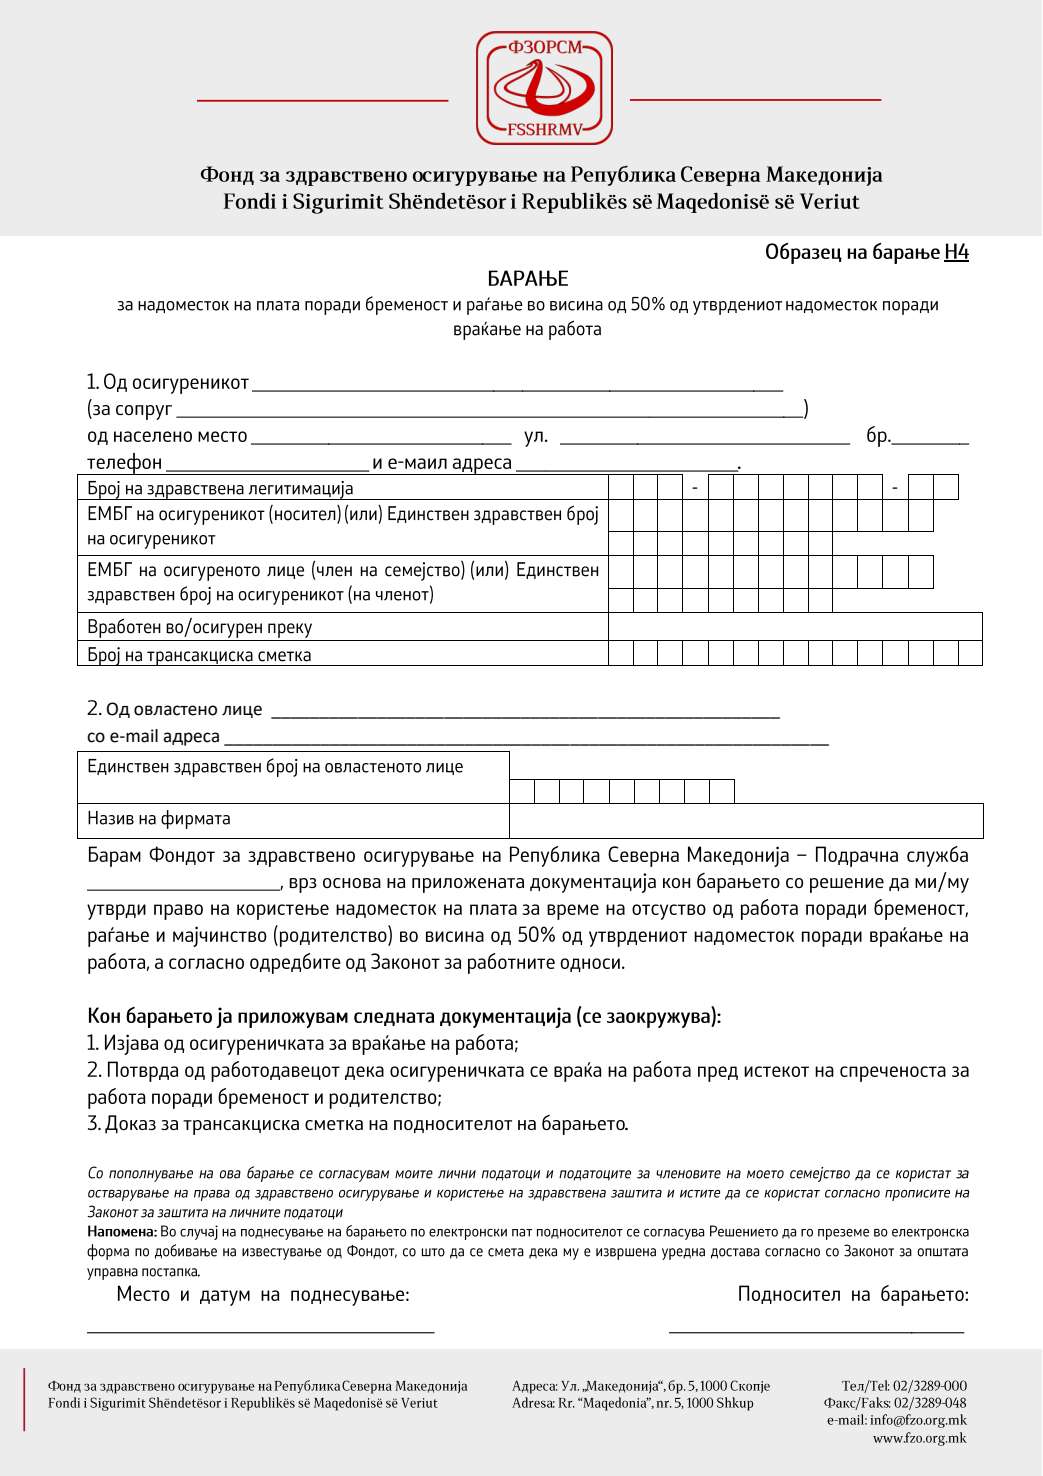 ФЗОРСМ
FSSHRMV
Фонд за здравствено осигурување на Република Северна Македонија
Fondi i Sigurimit Shëndetësor i Republikës së Maqedonisë së Veriut
Образец на барање Н4
БАРАЊЕ
за надоместок на плата поради бременост и раѓање во висина од 50% од утврдениот надоместок поради
враќање на работа
1. Од осигуреникот ____________________
(за сопруг ____________________)
од населено место ____________________ ул. ____________________ бр.________
телефон ____________________ и е-маил адреса ____________________.
Број на здравствена легитимација - -
ЕМБГ на осигуреникот (носител) (или) Единствен здравствен број
на осигуреникот
ЕМБГ на осигуреното лице (член на семејство) (или) Единствен
здравствен број на осигуреникот (на членот)
Вработен во/осигурен преку
Број на трансакциска сметка
2. Од овластено лице ____________________
со e-mail адреса ____________________
Единствен здравствен број на овластеното лице
Назив на фирмата
Барам Фондот за здравствено осигурување на Република Северна Македонија – Подрачна служба
____________________, врз основа на приложената документација кон барањето со решение да ми/му
утврди право на користење надоместок на плата за време на отсуство од работа поради бременост,
раѓање и мајчинство (родителство) во висина од 50% од утврдениот надоместок поради враќање на
работа, а согласно одредбите од Законот за работните односи.
Кон барањето ја приложувам следната документација (се заокружува):
1. Изјава од осигуреничката за враќање на работа;
2. Потврда од работодавецот дека осигуреничката се враќа на работа пред истекот на спреченоста за
работа поради бременост и родителство;
3. Доказ за трансакциска сметка на подносителот на барањето.
Со пополнување на ова барање се согласувам моите лични податоци и податоците за членовите на моето семејство да се користат за
остварување на права од здравствено осигурување и користење на здравствена заштита и истите да се користат согласно прописите на
Законот за заштита на личните податоци
Напомена: Во случај на поднесување на барањето по електронски пат подносителот се согласува Решението да го преземе во електронска
форма по добивање на известување од Фондот, со што да се смета дека му е извршена уредна достава согласно со Законот за општата
управна постапка.
Место и датум на поднесување: Подносител на барањето:
____________________ ____________________
Фонд за здравствено осигурување на Република Северна Македонија Адреса: Ул. „Македонија“, бр. 5, 1000 Скопје Тел/Tel: 02/3289-000
Fondi i Sigurimit Shëndetësor i Republikës së Maqedonisë së Veriut Adresa: Rr. “Maqedonia”, nr. 5, 1000 Shkup Факс/Faks: 02/3289-048
e-mail: info@fzo.org.mk
www.fzo.org.mk